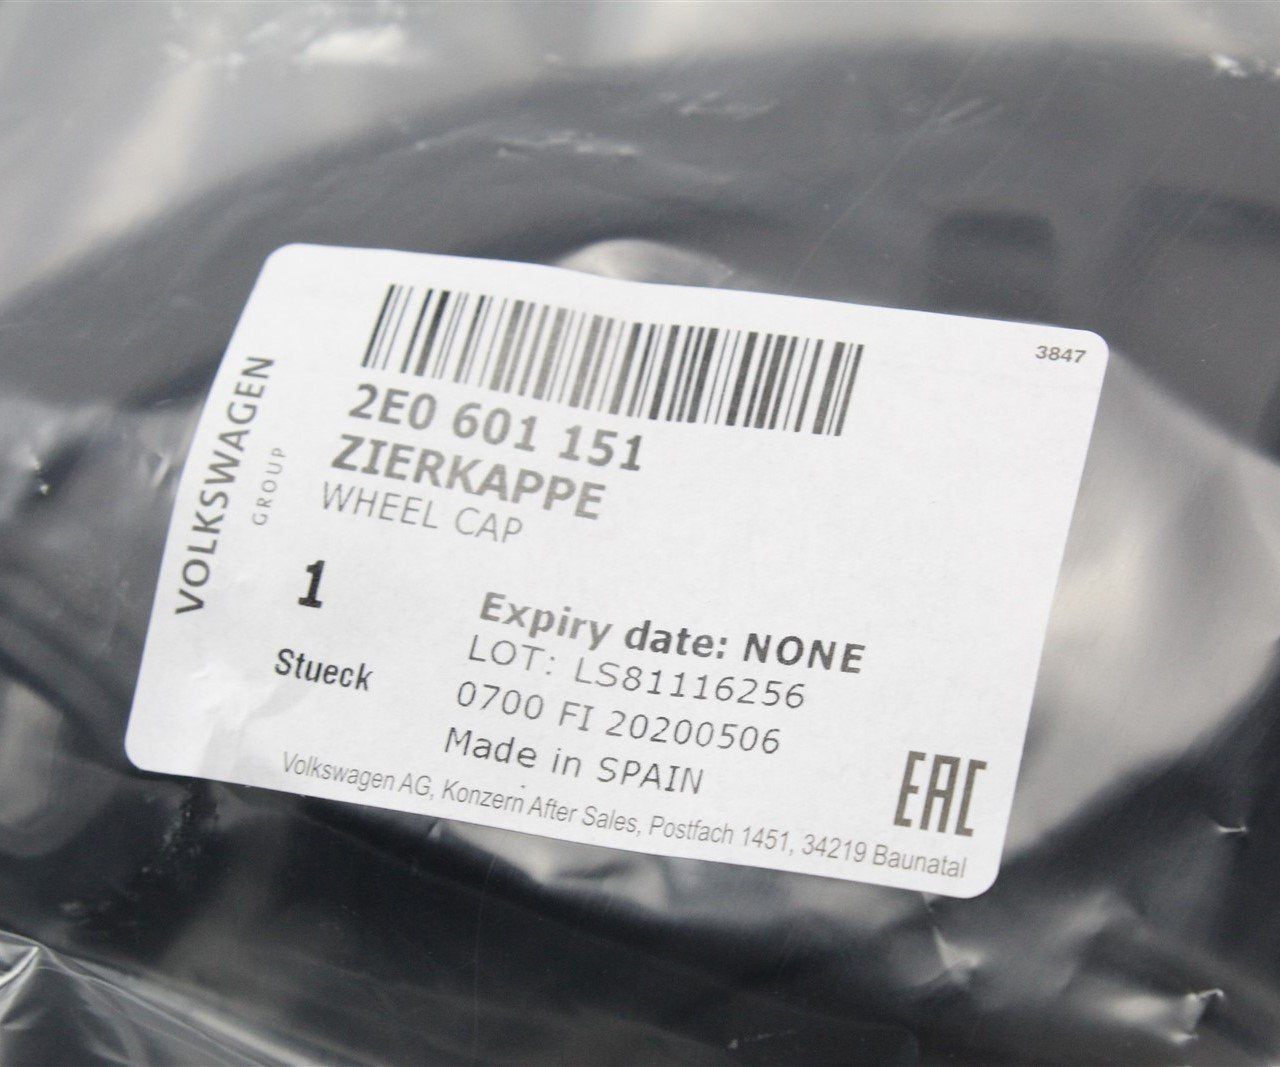 3847
2E0 601 151
ZIERKAPPE
WHEEL CAP
VOLKSWAGEN
GROUP
1
Stueck
Expiry date: NONE
LOT: LS81116256
0700 FI 20200506
Made in SPAIN
EAC
Volkswagen AG, Konzern After Sales, Postfach 1451, 34219 Baunatal